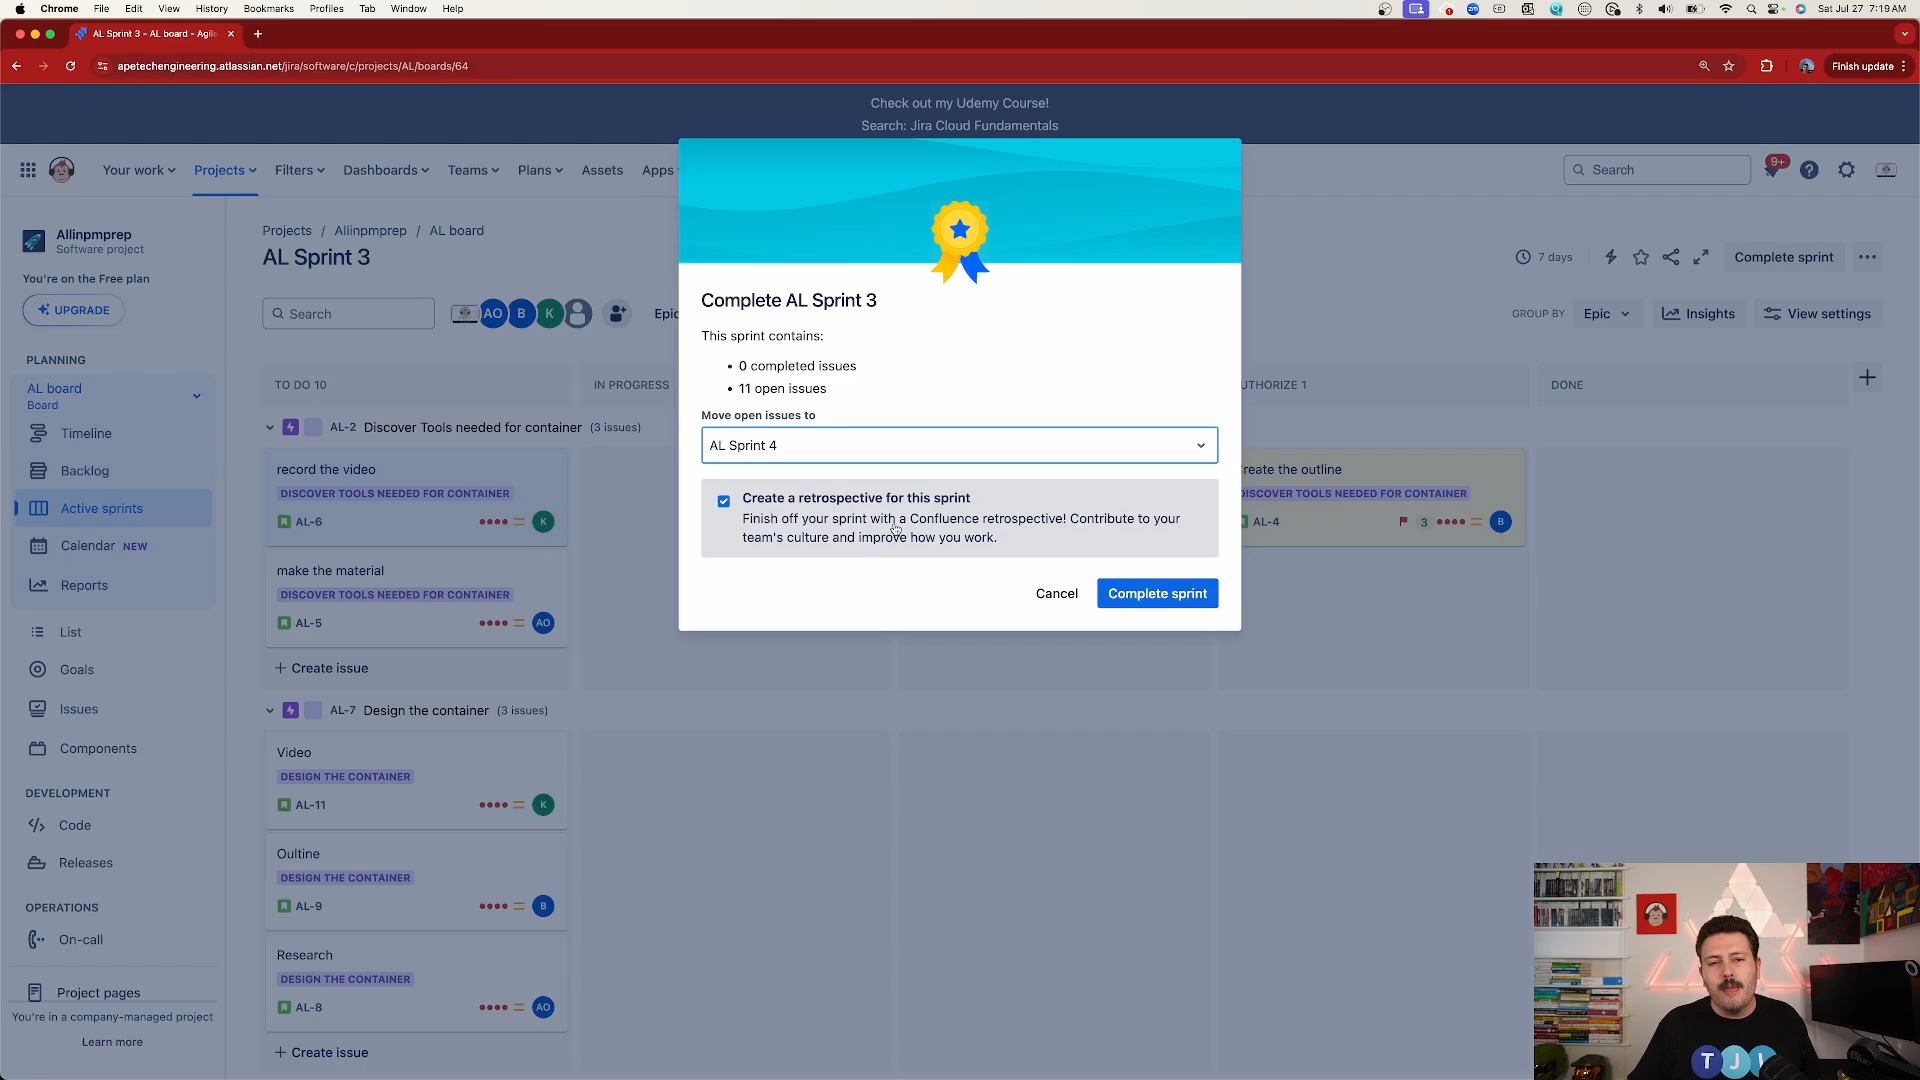 Chrome File Edit View History Bookmarks Profiles Tab Window Help
Sat Jul 27 7:19 AM
AL Sprint 3 - AL board - Agile
apetechengineering.atlassian.net/jira/software/c/projects/AL/boards/64
Finish update
Check out my Udemy Course!
Search: Jira Cloud Fundamentals
Your work Projects Filters Dashboards Teams Plans Assets Apps
Search
9+
Allinpmprep
Software project
You're on the Free plan
UPGRADE
PLANNING
AL board
Board
Timeline
Backlog
Active sprints
Calendar NEW
Reports
List
Goals
Issues
Components
DEVELOPMENT
Code
Releases
OPERATIONS
On-call
Project pages
You're in a company-managed project
Learn more
Projects / Allinpmprep / AL board
AL Sprint 3
7 days
Complete sprint
Search
AO B K
Epic
GROUP BY Epic
Insights
View settings
TO DO 10
IN PROGRESS
UTHORIZE 1
DONE
AL-2 Discover Tools needed for container (3 issues)
record the video
DISCOVER TOOLS NEEDED FOR CONTAINER
AL-6
K
make the material
DISCOVER TOOLS NEEDED FOR CONTAINER
AL-5
AO
Create issue
reate the outline
DISCOVER TOOLS NEEDED FOR CONTAINER
AL-4
3
B
AL-7 Design the container (3 issues)
Video
DESIGN THE CONTAINER
AL-11
K
Oultine
DESIGN THE CONTAINER
AL-9
B
Research
DESIGN THE CONTAINER
AL-8
AO
Create issue
Complete AL Sprint 3
This sprint contains:
• 0 completed issues
• 11 open issues
Move open issues to
AL Sprint 4
Create a retrospective for this sprint
Finish off your sprint with a Confluence retrospective! Contribute to your
team's culture and improve how you work.
Cancel
Complete sprint
T J